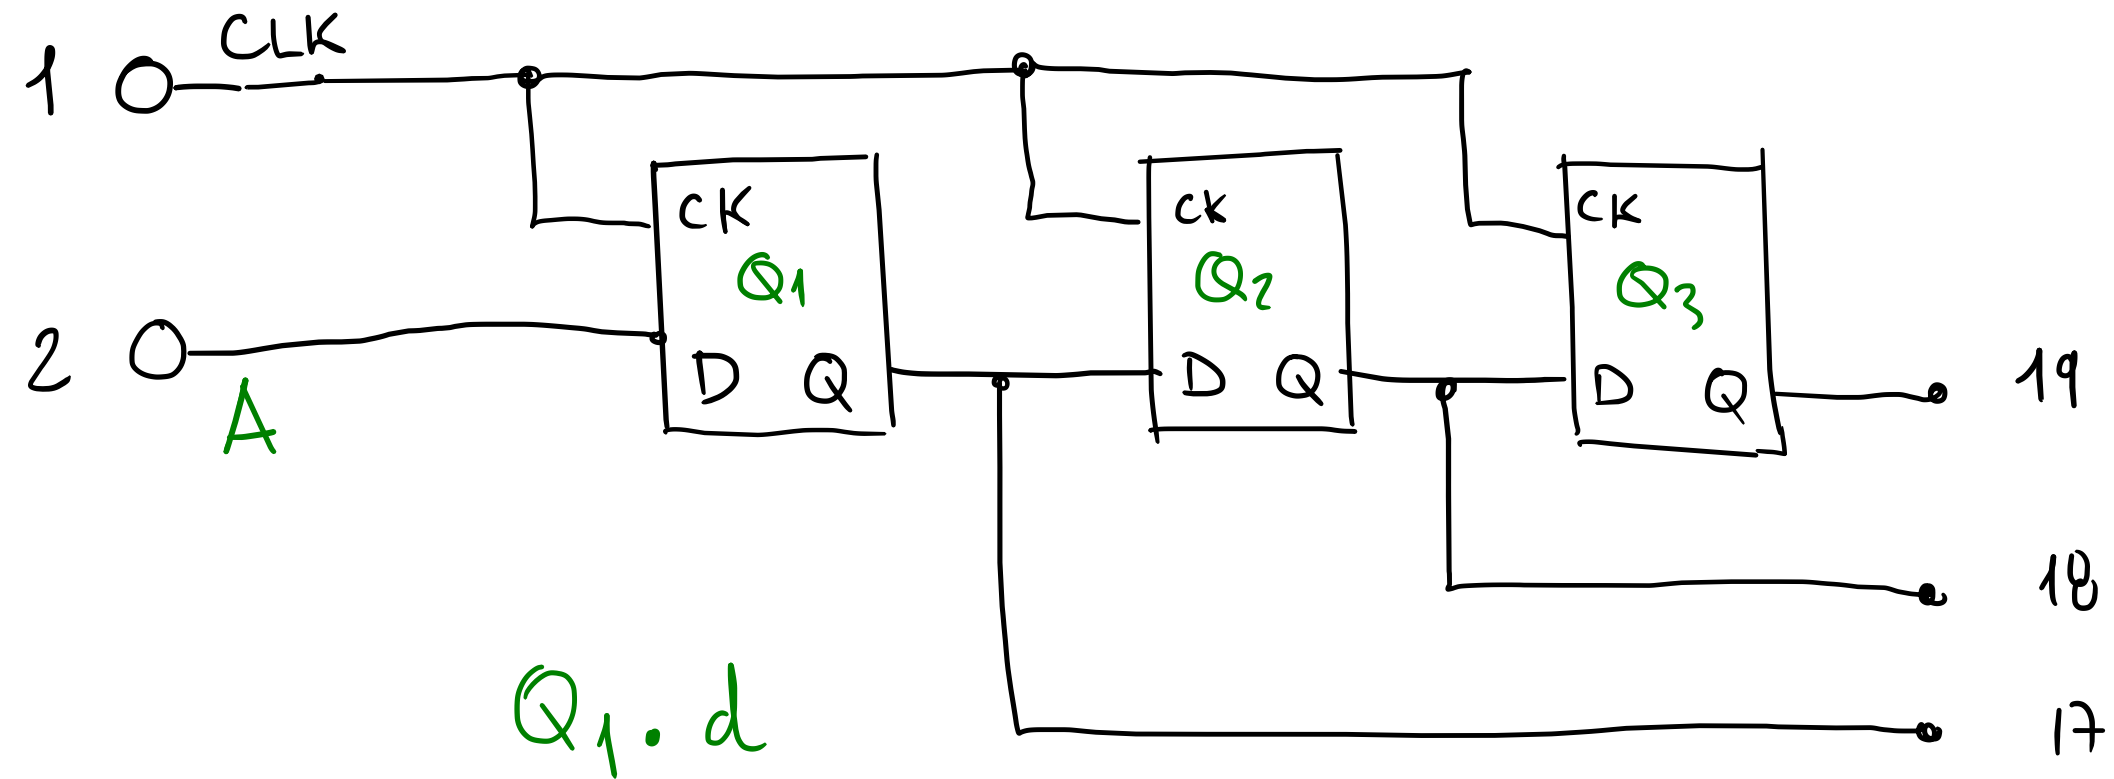 1 CLK
CK CK CK
Q1 Q2 Q3
2 D Q D Q D Q 19
A
18
Q1.d 17